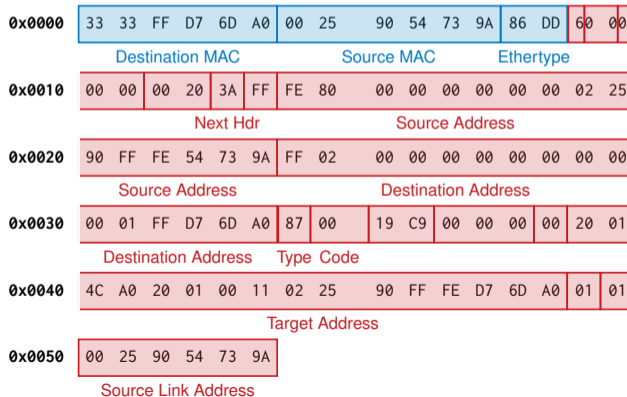 0x0000 33 33 FF D7 6D A0 00 25 90 54 73 9A 86 DD 60 00
Destination MAC Source MAC Ethertype
0x0010 00 00 00 20 3A FF FE 80 00 00 00 00 00 00 02 25
Next Hdr Source Address
0x0020 90 FF FE 54 73 9A FF 02 00 00 00 00 00 00 00 00
Source Address Destination Address
0x0030 00 01 FF D7 6D A0 87 00 19 C9 00 00 00 00 20 01
Destination Address Type Code
0x0040 4C A0 20 01 00 11 02 25 90 FF FE D7 6D A0 01 01
Target Address
0x0050 00 25 90 54 73 9A
Source Link Address